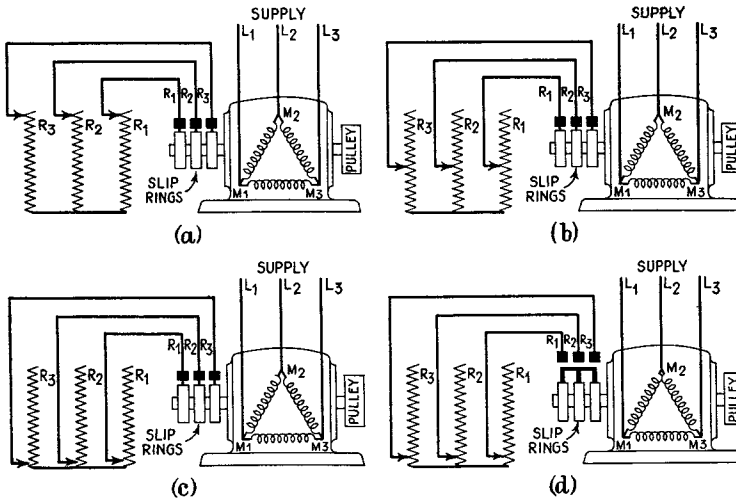 SUPPLY
L1 L2 L3
R1 R2 R3
R3 R2 R1
M2
PULLEY
SLIP
RINGS
M1 M3
(a)
SUPPLY
L1 L2 L3
R1 R2 R3
R3 R2 R1
M2
PULLEY
SLIP
RINGS
M1 M3
(b)
SUPPLY
L1 L2 L3
R1 R2 R3
R3 R2 R1
M2
PULLEY
SLIP
RINGS
M1 M3
(c)
SUPPLY
L1 L2 L3
R1 R2 R3
R3 R2 R1
M2
PULLEY
SLIP
RINGS
M1 M3
(d)